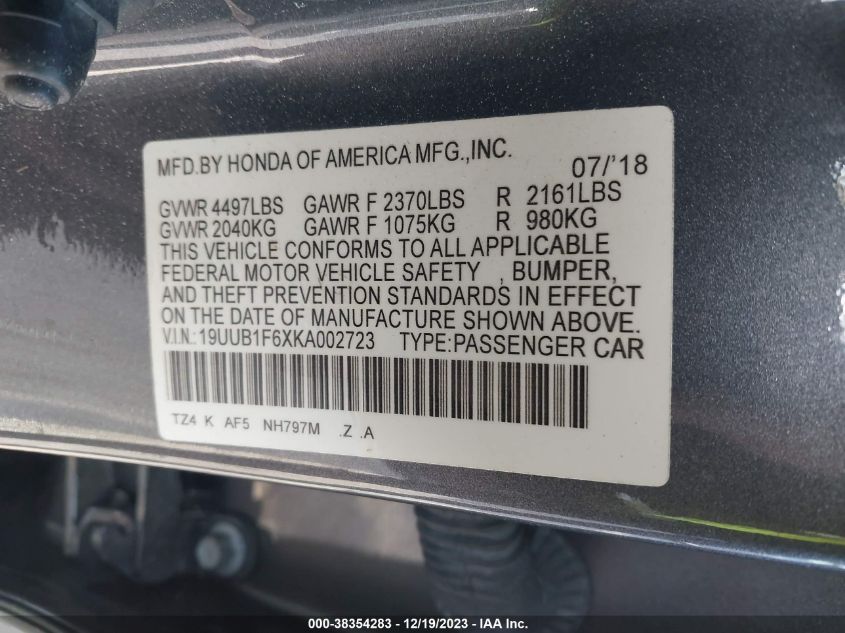 MFD.BY HONDA OF AMERICA MFG.,INC. 07/'18
GVWR 4497LBS GAWR F 2370LBS R 2161LBS
GVWR 2040KG GAWR F 1075KG R 980KG
THIS VEHICLE CONFORMS TO ALL APPLICABLE
FEDERAL MOTOR VEHICLE SAFETY , BUMPER,
AND THEFT PREVENTION STANDARDS IN EFFECT
ON THE DATE OF MANUFACTURE SHOWN ABOVE.
V.I.N.:19UUB1F6XKA002723 TYPE:PASSENGER CAR
TZ4 K AF5 NH797M .Z .A
000-38354283 - 12/19/2023 - IAA Inc.